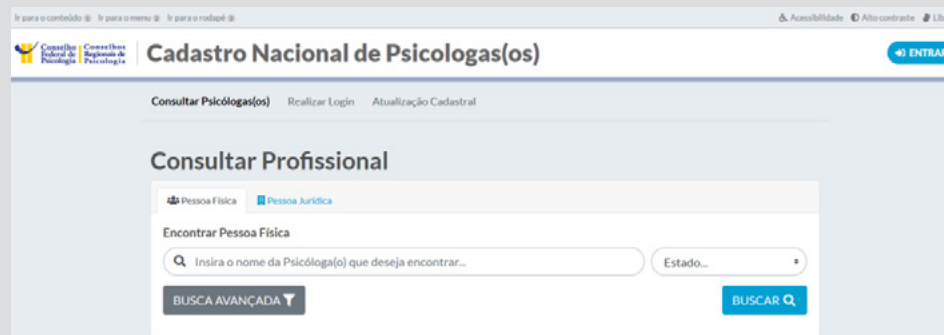 Ir para o conteúdo Ir para o menu Ir para o rodapé
Acessibilidade Alto contraste
Conselho Federal de Psicologia
Conselhos Regionais de Psicologia
Cadastro Nacional de Psicologas(os)
ENTRAR
Consultar Psicólogas(os) Realizar Login Atualização Cadastral
Consultar Profissional
Pessoa Física Pessoa Jurídica
Encontrar Pessoa Física
Insira o nome da Psicóloga(o) que deseja encontrar... Estado...
BUSCA AVANÇADA BUSCAR